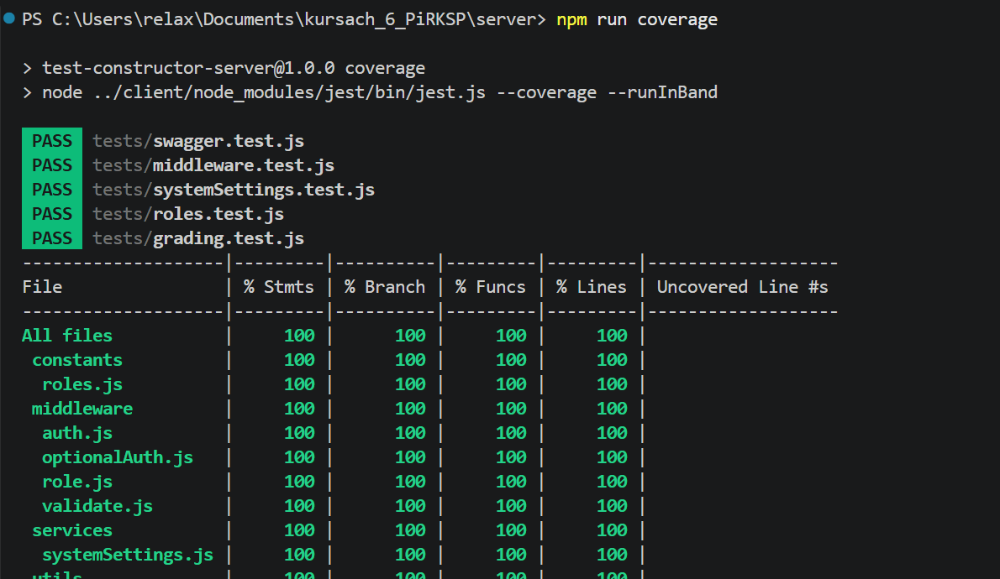 PS C:\Users\relax\Documents\kursach_6_PiRKSP\server> npm run coverage
> test-constructor-server@1.0.0 coverage
> node ../client/node_modules/jest/bin/jest.js --coverage --runInBand
PASS tests/swagger.test.js
PASS tests/middleware.test.js
PASS tests/systemSettings.test.js
PASS tests/roles.test.js
PASS tests/grading.test.js
--------------------|---------|----------|---------|---------|-------------------
File                | % Stmts | % Branch | % Funcs | % Lines | Uncovered Line #s
--------------------|---------|----------|---------|---------|-------------------
All files           |     100 |      100 |     100 |     100 |
 constants          |     100 |      100 |     100 |     100 |
  roles.js          |     100 |      100 |     100 |     100 |
 middleware         |     100 |      100 |     100 |     100 |
  auth.js           |     100 |      100 |     100 |     100 |
  optionalAuth.js   |     100 |      100 |     100 |     100 |
  role.js           |     100 |      100 |     100 |     100 |
  validate.js       |     100 |      100 |     100 |     100 |
 services           |     100 |      100 |     100 |     100 |
  systemSettings.js |     100 |      100 |     100 |     100 |
 utils              |     100 |      100 |     100 |     100 |